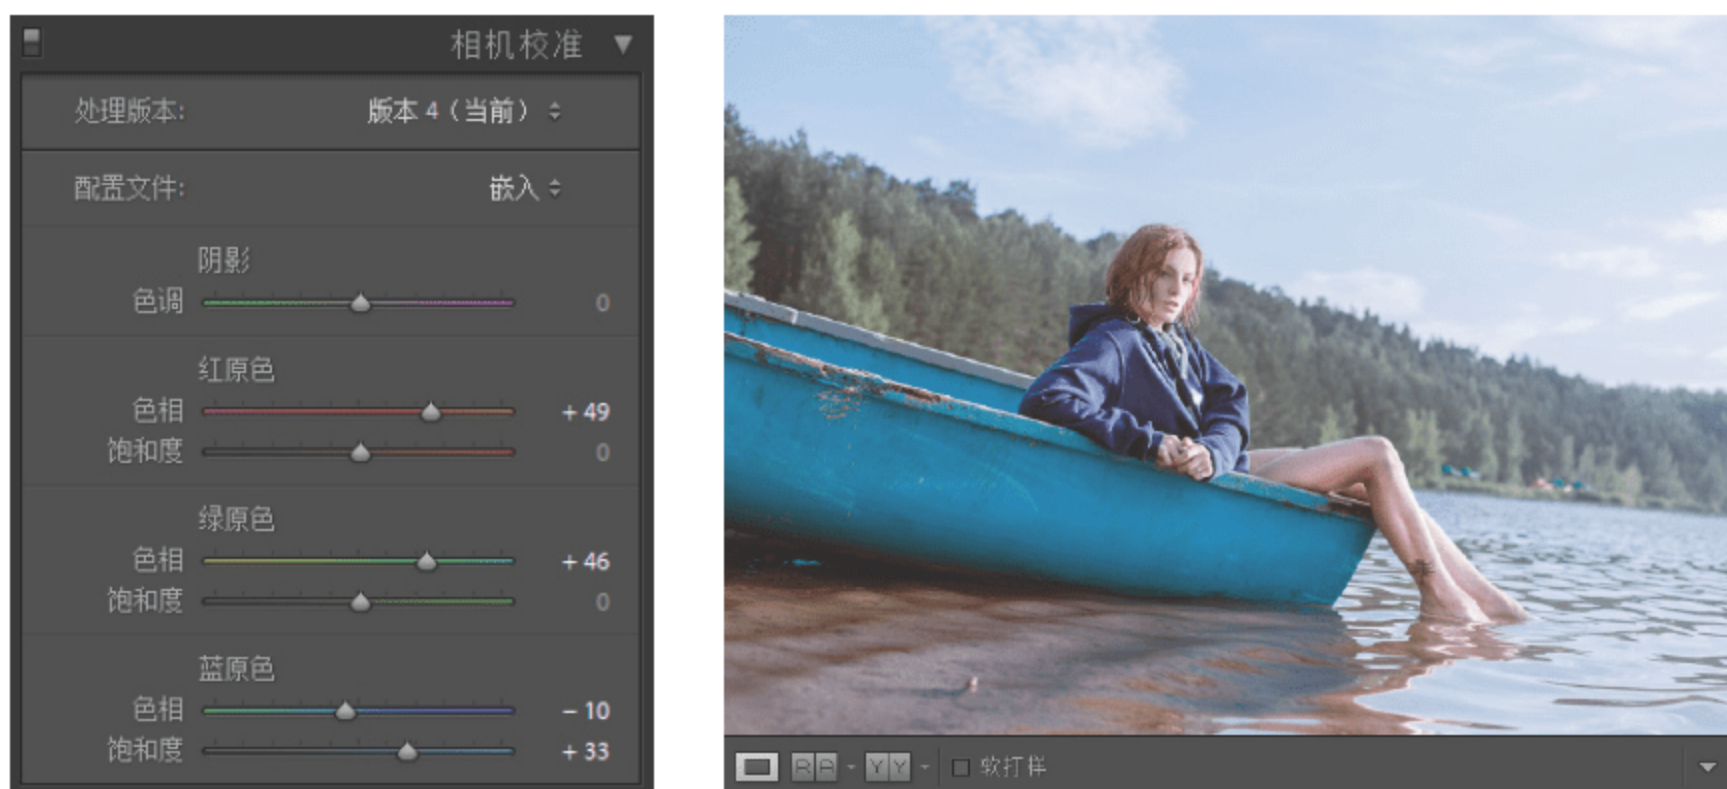 相机校准 ▼
处理版本: 版本 4（当前）
配置文件: 嵌入
阴影
色调 0
红原色
色相 + 49
饱和度 0
绿原色
色相 + 46
饱和度 0
蓝原色
色相 - 10
饱和度 + 33
RA YY 软打样